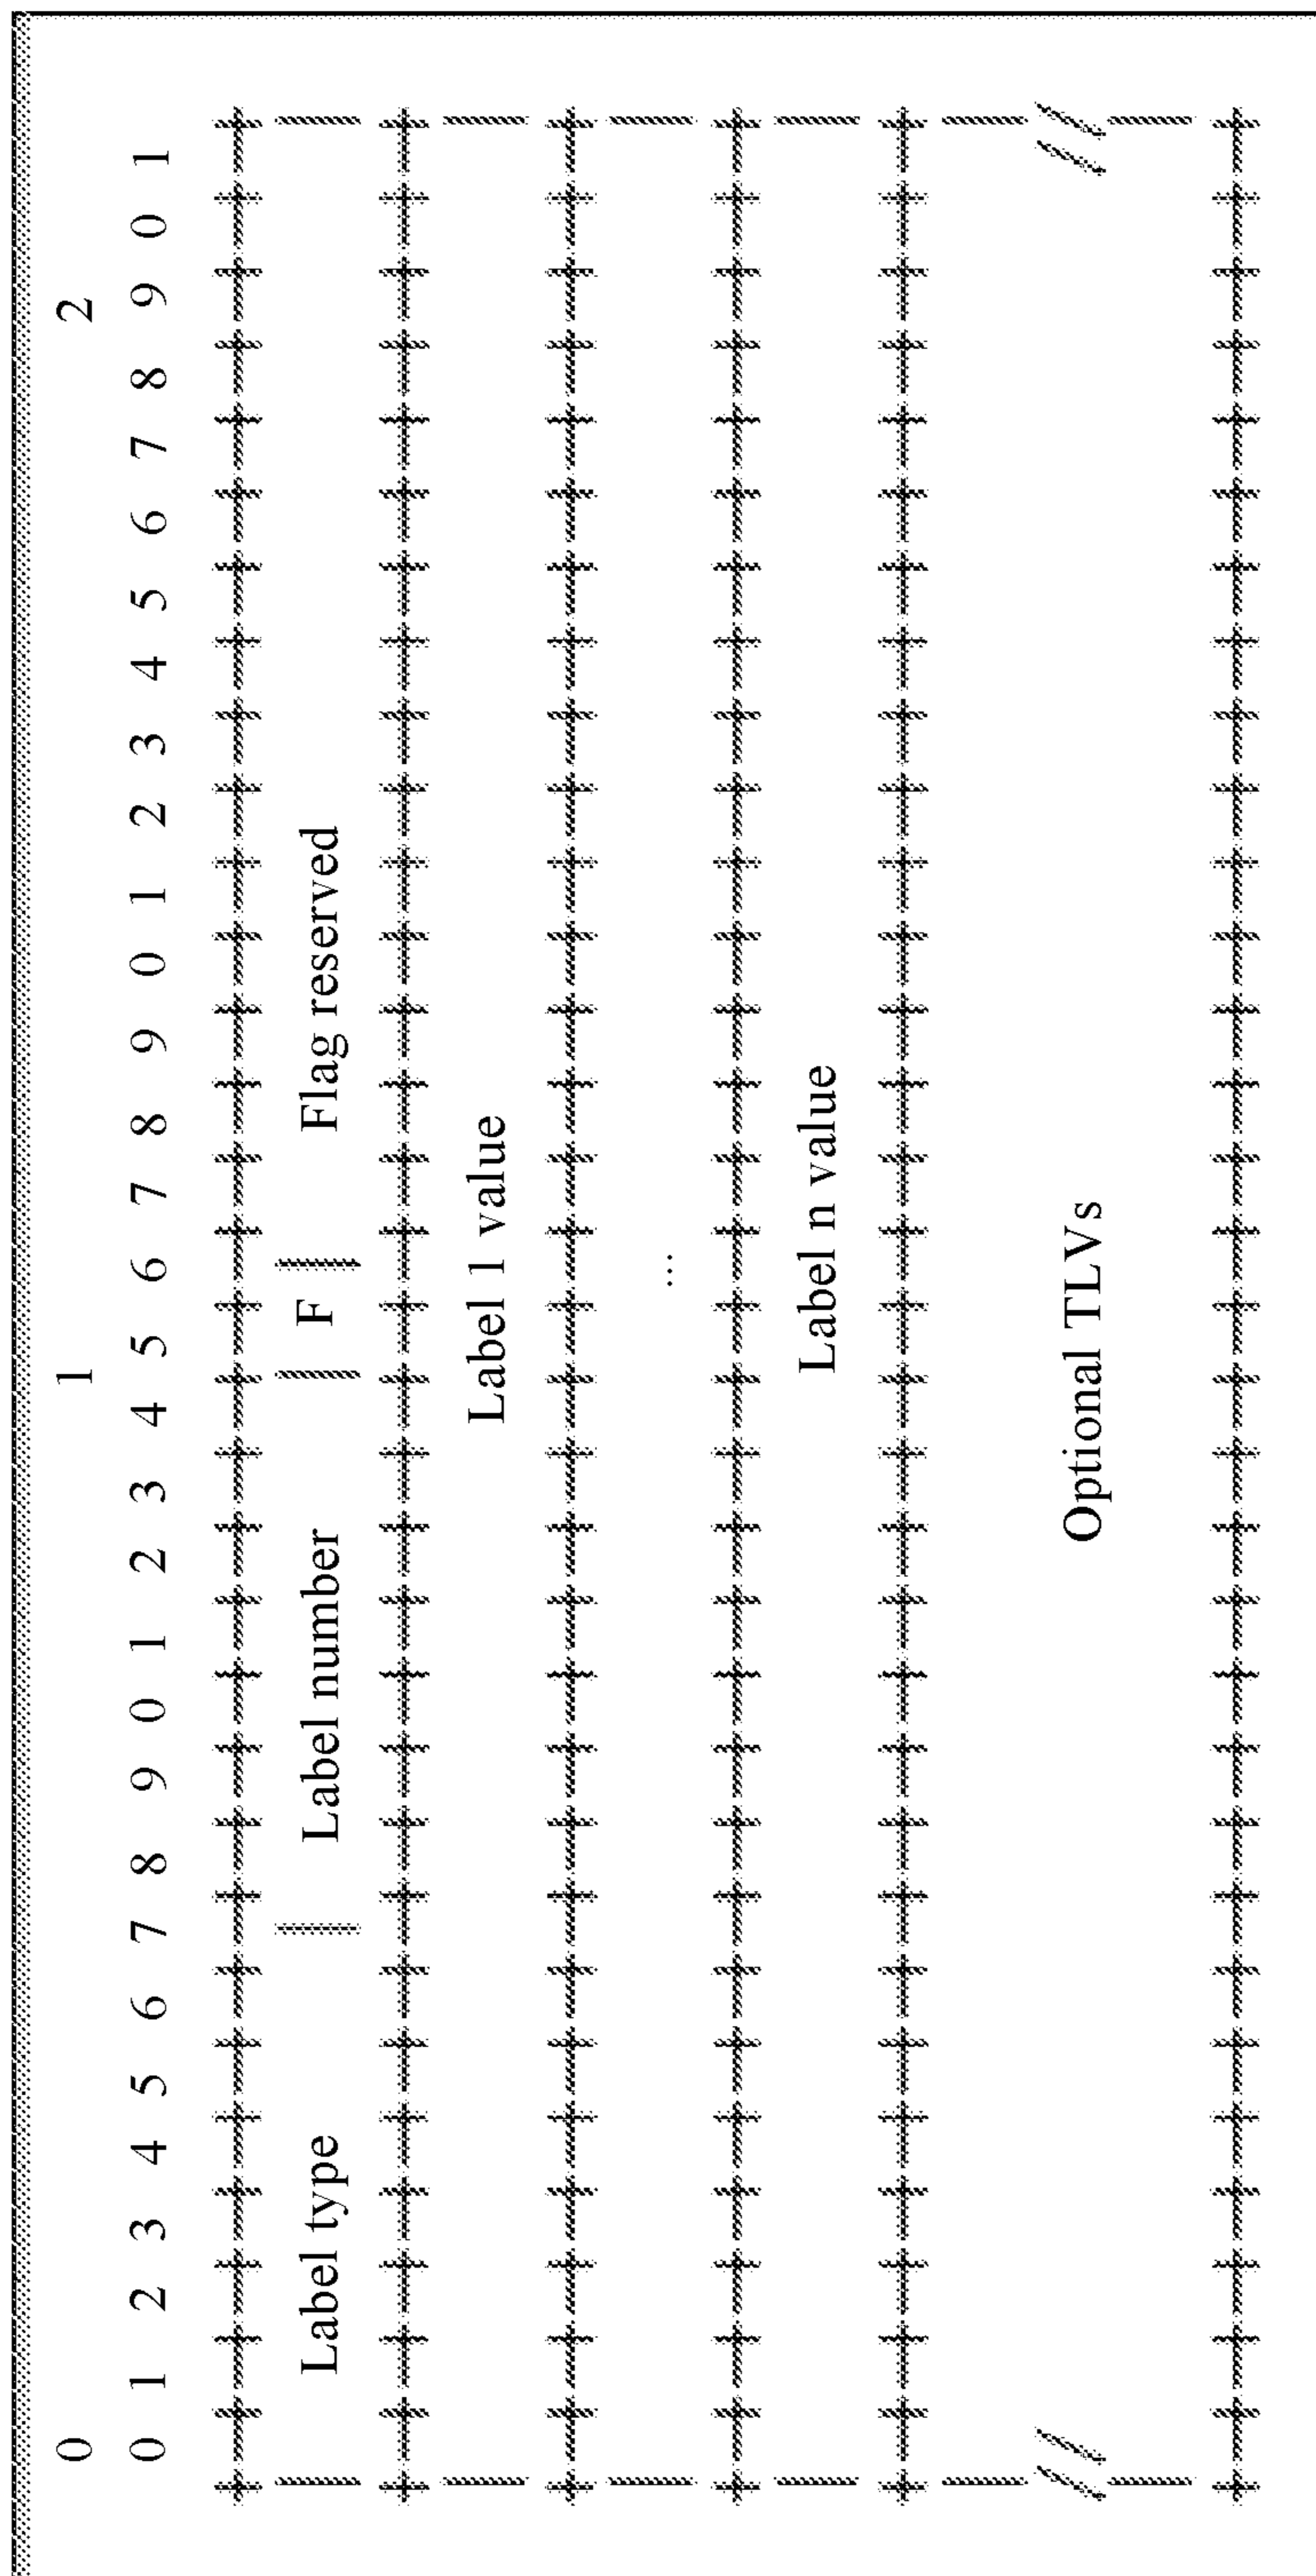 0 1 2
0 1 2 3 4 5 6 7 8 9 0 1 2 3 4 5 6 7 8 9 0 1 2 3 4 5 6 7 8 9 0 1
+-+-+-+-+-+-+-+-+-+-+-+-+-+-+-+-+-+-+-+-+-+-+-+-+-+-+-+-+-+-+-+-+
| Label type | Label number | F | Flag reserved |
+-+-+-+-+-+-+-+-+-+-+-+-+-+-+-+-+-+-+-+-+-+-+-+-+-+-+-+-+-+-+-+-+
| Label 1 value |
+-+-+-+-+-+-+-+-+-+-+-+-+-+-+-+-+-+-+-+-+-+-+-+-+-+-+-+-+-+-+-+-+
| ... |
+-+-+-+-+-+-+-+-+-+-+-+-+-+-+-+-+-+-+-+-+-+-+-+-+-+-+-+-+-+-+-+-+
| Label n value |
+-+-+-+-+-+-+-+-+-+-+-+-+-+-+-+-+-+-+-+-+-+-+-+-+-+-+-+-+-+-+-+-+
| |
// Optional TLVs //
| |
+-+-+-+-+-+-+-+-+-+-+-+-+-+-+-+-+-+-+-+-+-+-+-+-+-+-+-+-+-+-+-+-+